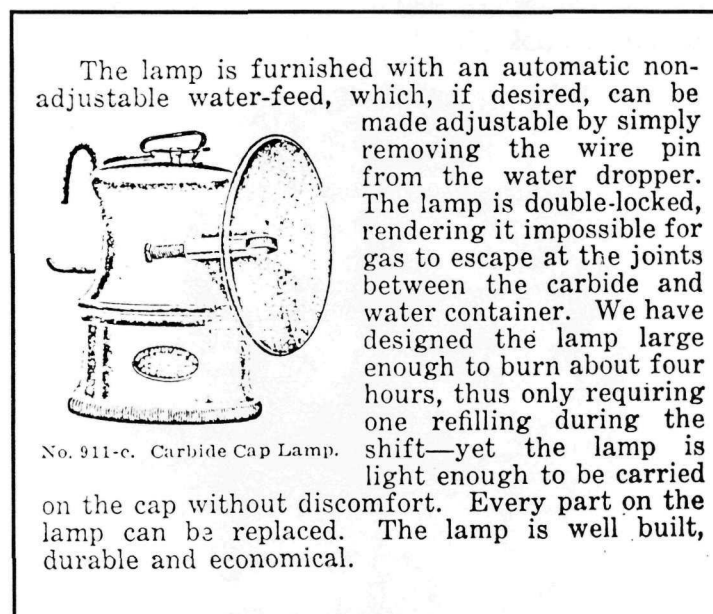 The lamp is furnished with an automatic non-
adjustable water-feed, which, if desired, can be
made adjustable by simply
removing the wire pin
from the water dropper.
The lamp is double-locked,
rendering it impossible for
gas to escape at the joints
between the carbide and
water container. We have
designed the lamp large
enough to burn about four
hours, thus only requiring
one refilling during the
shift—yet the lamp is
light enough to be carried
No. 911-c. Carbide Cap Lamp.
on the cap without discomfort. Every part on the
lamp can be replaced. The lamp is well built,
durable and economical.